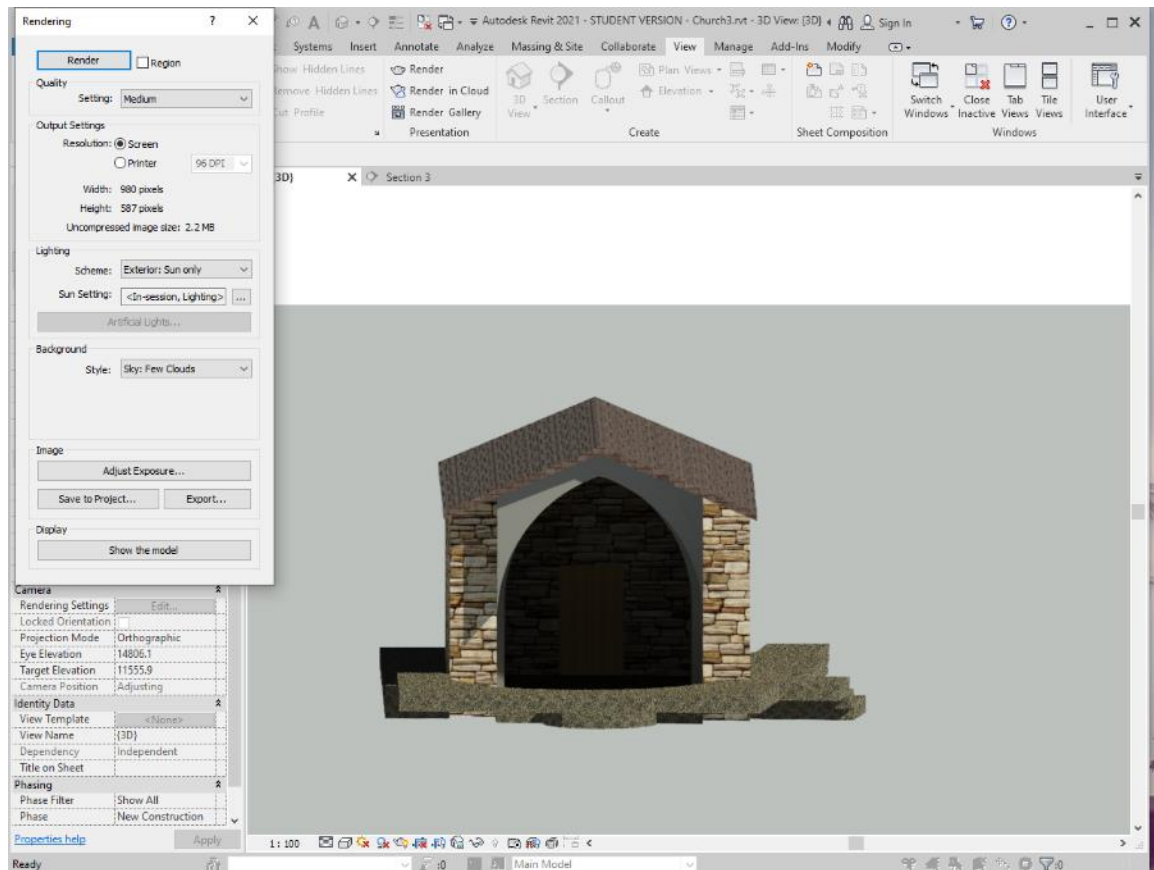 Rendering ? X
Render
Region
Quality
Setting: Medium
Output Settings
Resolution: Screen
Printer 96 DPI
Width: 980 pixels
Height: 587 pixels
Uncompressed image size: 2.2 MB
Lighting
Scheme: Exterior: Sun only
Sun Setting: <In-session, Lighting> ...
Artificial Lights...
Background
Style: Sky: Few Clouds
Image
Adjust Exposure...
Save to Project... Export...
Display
Show the model
Autodesk Revit 2021 - STUDENT VERSION - Church3.rvt - 3D View: {3D}
Sign In
Systems Insert Annotate Analyze Massing & Site Collaborate View Manage Add-Ins Modify
Hidden Lines
Hidden Lines
Cut Profile
Render
Render in Cloud
Render Gallery
Presentation
3D View
Section
Callout
Plan Views
Elevation
Create
Sheet Composition
Switch Windows
Close Inactive
Tab Views
Tile Views
Windows
User Interface
3D} X Section 3
Camera
Rendering Settings Edit...
Locked Orientation
Projection Mode Orthographic
Eye Elevation 14806.1
Target Elevation 11555.9
Camera Position Adjusting
Identity Data
View Template <None>
View Name {3D}
Dependency Independent
Title on Sheet
Phasing
Phase Filter Show All
Phase New Construction
Properties help Apply
1 : 100
Ready :0 Main Model :0